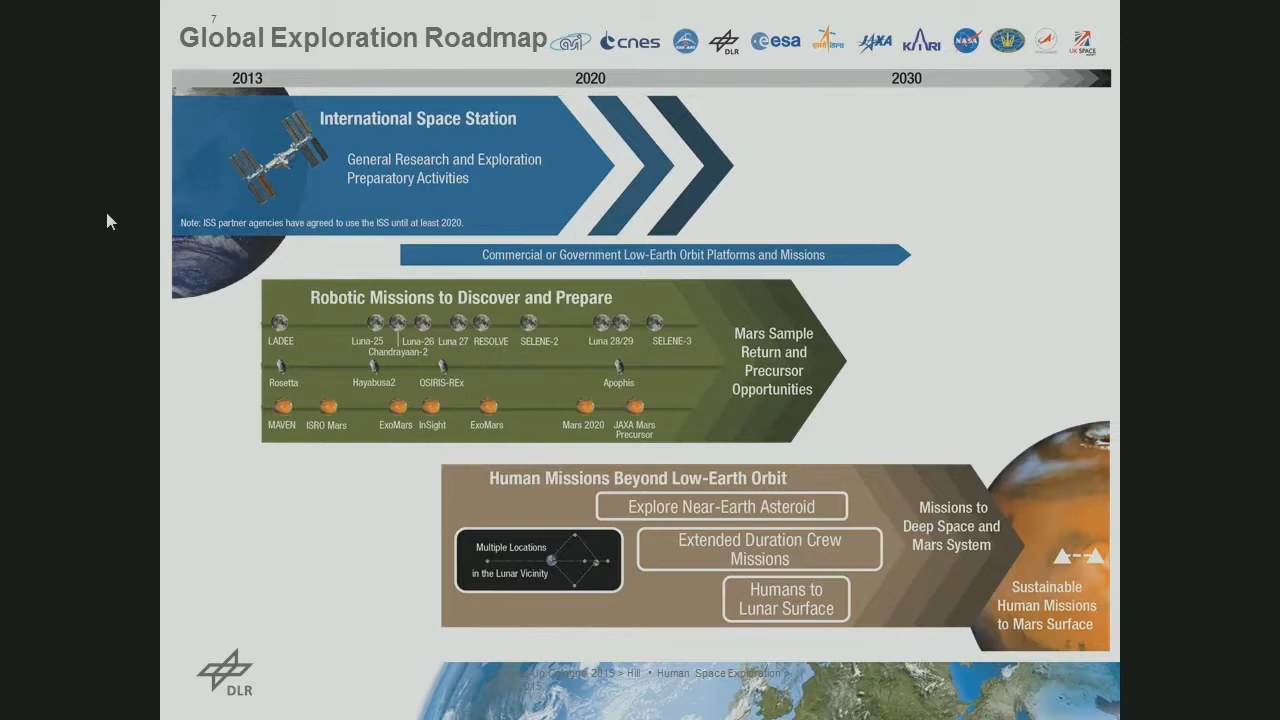 7
Global Exploration Roadmap
asi cnes DLR esa JAXA KARI NASA UK SPACE
2013 2020 2030
International Space Station
General Research and Exploration
Preparatory Activities
Note: ISS partner agencies have agreed to use the ISS until at least 2020.
Commercial or Government Low-Earth Orbit Platforms and Missions
Robotic Missions to Discover and Prepare
LADEE Luna-25 Luna-26 Luna 27 RESOLVE SELENE-2 Luna 28/29 SELENE-3
Chandrayaan-2
Rosetta Hayabusa2 OSIRIS-REx Apophis
MAVEN ISRO Mars ExoMars InSight ExoMars Mars 2020 JAXA Mars
Precursor
Mars Sample
Return and
Precursor
Opportunities
Human Missions Beyond Low-Earth Orbit
Explore Near-Earth Asteroid
Multiple Locations
in the Lunar Vicinity
Extended Duration Crew
Missions
Humans to
Lunar Surface
Missions to
Deep Space and
Mars System
Sustainable
Human Missions
to Mars Surface
DLR
Up Cologne 2015 > Hill • Human Space Exploration >
2015